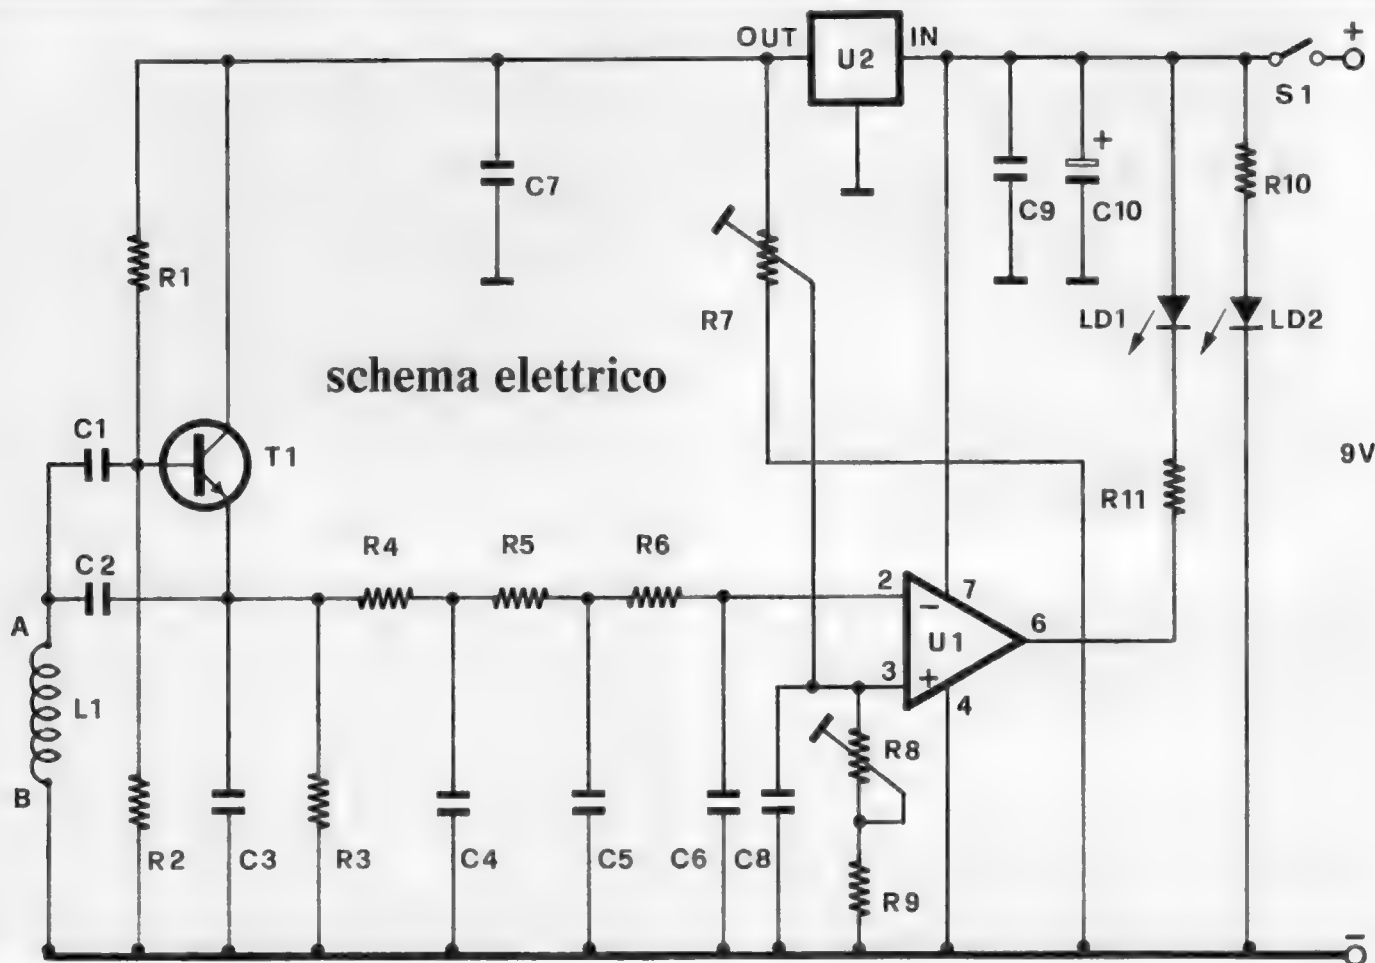 OUT
U2
IN
+
S1
C7
C9
+
C10
R10
R1
R7
LD1
LD2
schema elettrico
C1
T1
9V
R11
C2
R4
R5
R6
2
7
A
−
U1
6
3
+
4
L1
R8
B
R2
C3
R3
C4
C5
C6
C8
R9
−